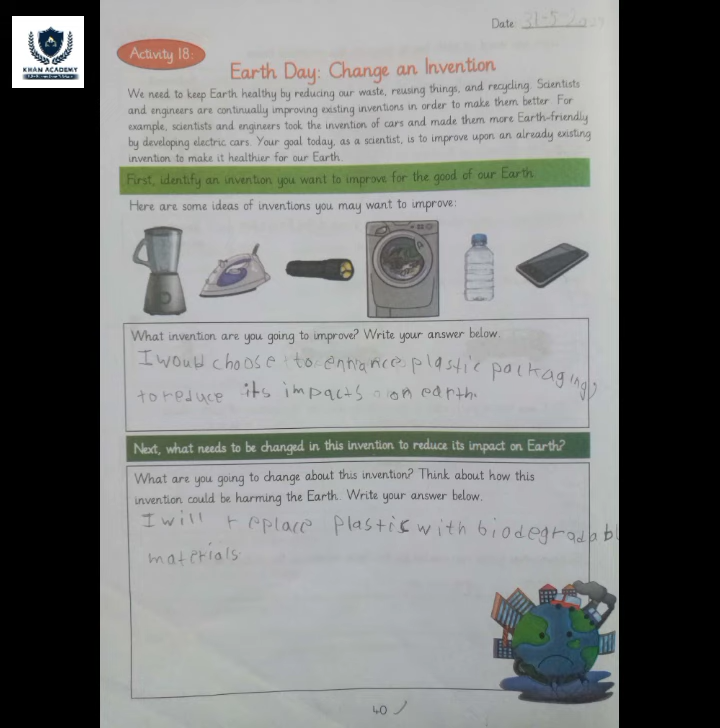 Date 31-5-2
KHAN ACADEMY
Activity 18:
Earth Day: Change an Invention
We need to keep Earth healthy by reducing our waste, reusing things, and recycling. Scientists
and engineers are continually improving existing inventions in order to make them better. For
example, scientists and engineers took the invention of cars and made them more Earth-friendly
by developing electric cars. Your goal today, as a scientist, is to improve upon an already existing
invention to make it healthier for our Earth.
First, identify an invention you want to improve for the good of our Earth
Here are some ideas of inventions you may want to improve:
What invention are you going to improve? Write your answer below.
I would choose to enhance plastic packaging,
to reduce its impacts on earth.
Next, what needs to be changed in this invention to reduce its impact on Earth?
What are you going to change about this invention? Think about how this
invention could be harming the Earth. Write your answer below.
I will replace plastic with biodegradabl
materials
40